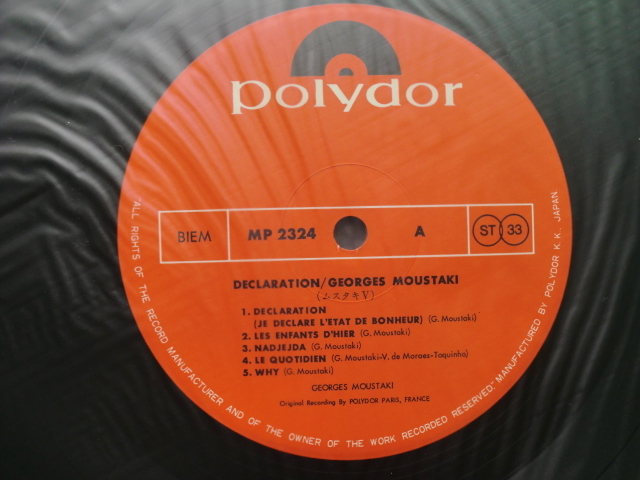 polydor
BIEM
MP 2324
A
ST 33
DECLARATION/GEORGES MOUSTAKI
(ムスタキV)
1. DECLARATION
(JE DECLARE L'ETAT DE BONHEUR) (G. Moustaki)
2. LES ENFANTS D'HIER (G. Moustaki)
3. NADJEJDA (G. Moustaki)
4. LE QUOTIDIEN (G. Moustaki-V. de Moraes-Toquinho)
5. WHY (G. Moustaki)
GEORGES MOUSTAKI
Original Recording By POLYDOR PARIS, FRANCE
"ALL RIGHTS OF THE RECORD MANUFACTURER AND OF THE OWNER OF THE WORK RECORDED RESERVED." MANUFACTURED BY POLYDOR K. K. JAPAN